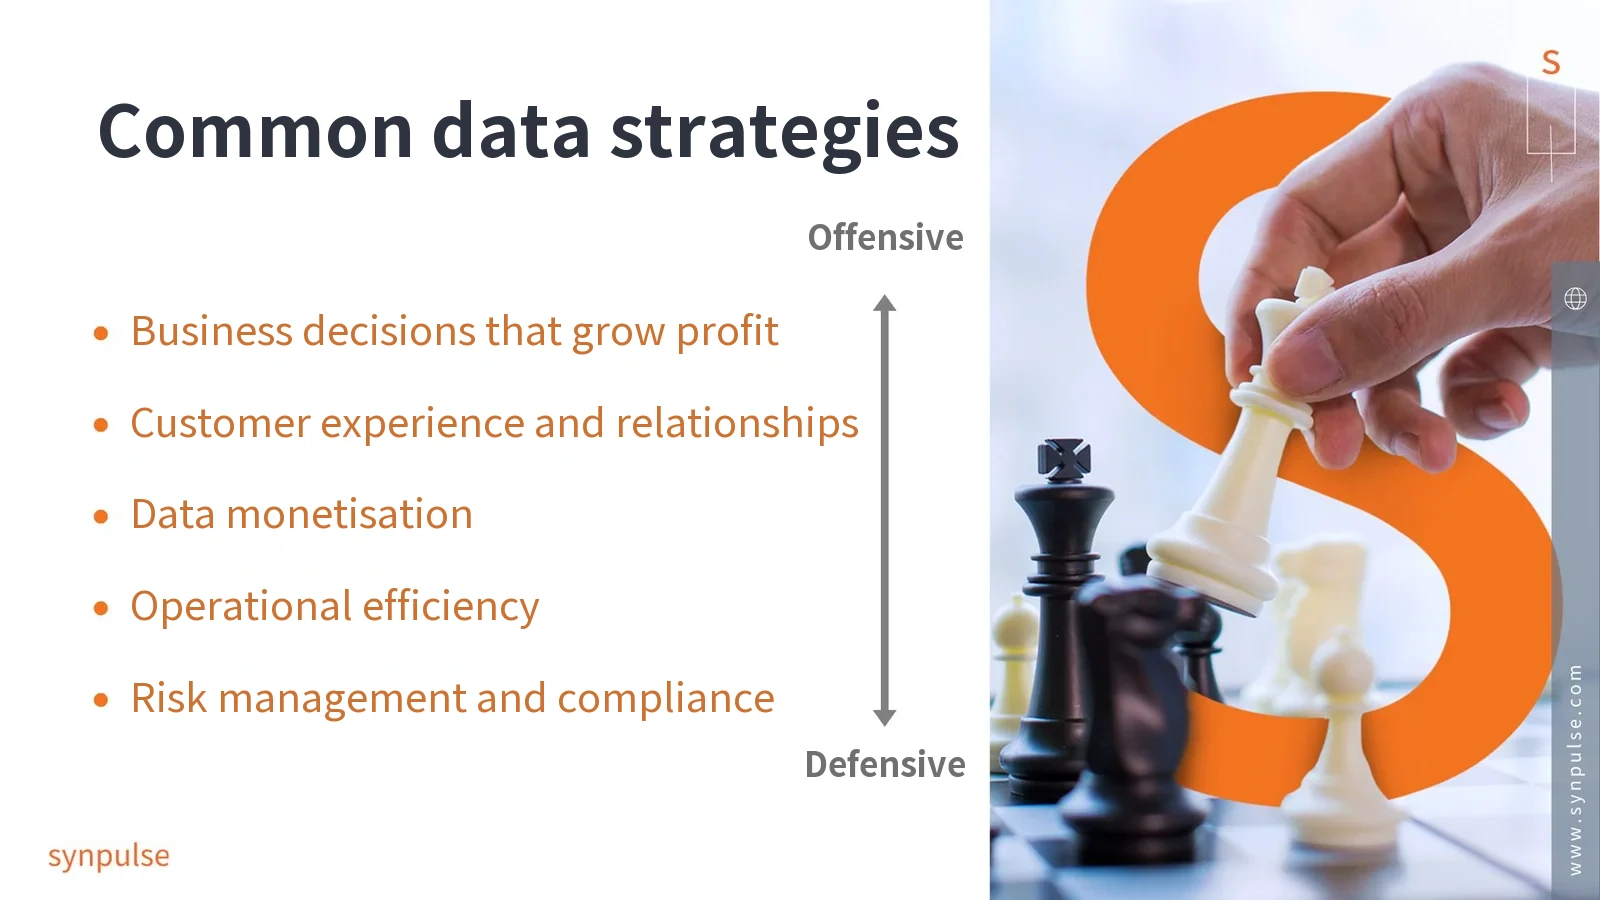 Common data strategies
Offensive
Business decisions that grow profit
Customer experience and relationships
Data monetisation
Operational efficiency
Risk management and compliance
Defensive
synpulse
S
S
www.synpulse.com